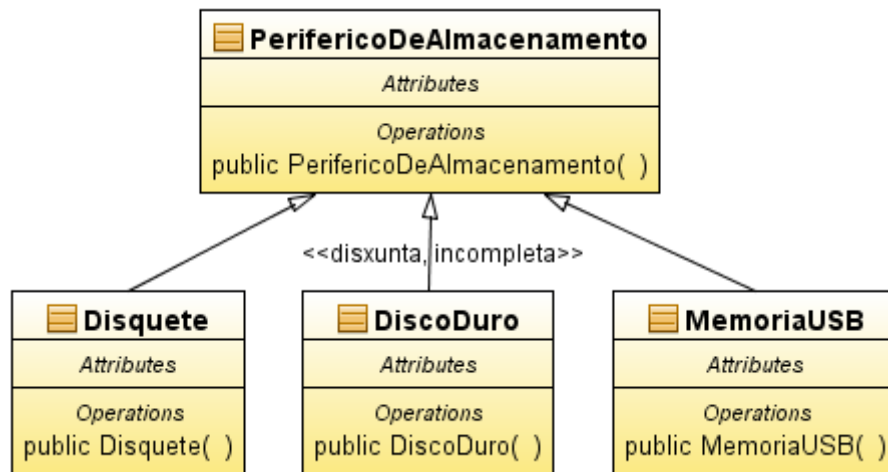 PerifericoDeAlmacenamento
Attributes
Operations
public PerifericoDeAlmacenamento( )
<<disxunta, incompleta>>
Disquete
Attributes
Operations
public Disquete( )
DiscoDuro
Attributes
Operations
public DiscoDuro( )
MemoriaUSB
Attributes
Operations
public MemoriaUSB( )